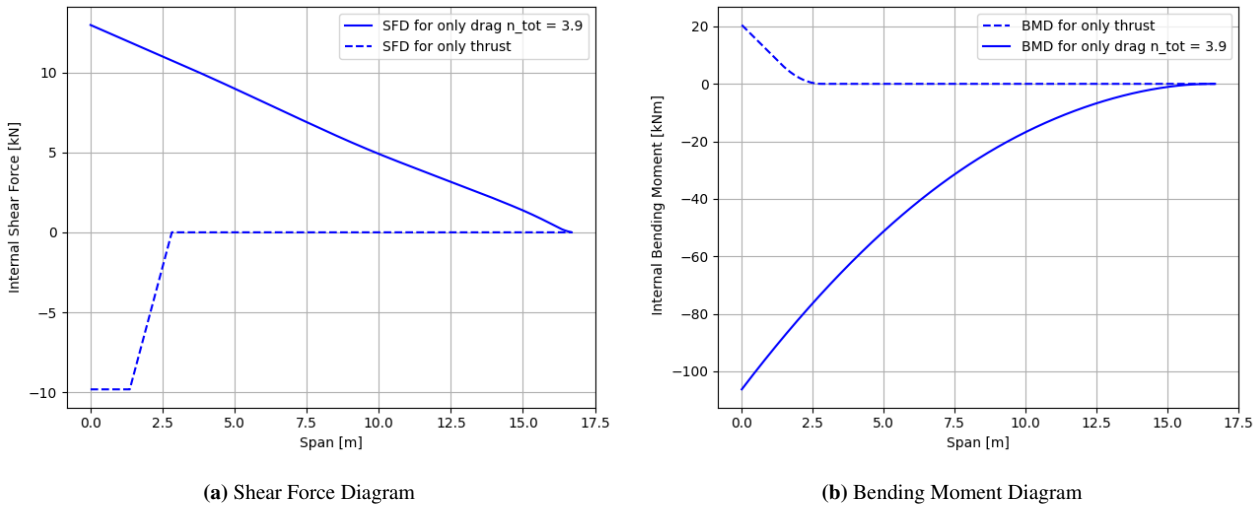 SFD for only drag n_tot = 3.9
SFD for only thrust
Internal Shear Force [kN]
10
5
0
−5
−10
0.0 2.5 5.0 7.5 10.0 12.5 15.0 17.5
Span [m]
(a) Shear Force Diagram
BMD for only thrust
BMD for only drag n_tot = 3.9
Internal Bending Moment [kNm]
20
0
−20
−40
−60
−80
−100
0.0 2.5 5.0 7.5 10.0 12.5 15.0 17.5
Span [m]
(b) Bending Moment Diagram